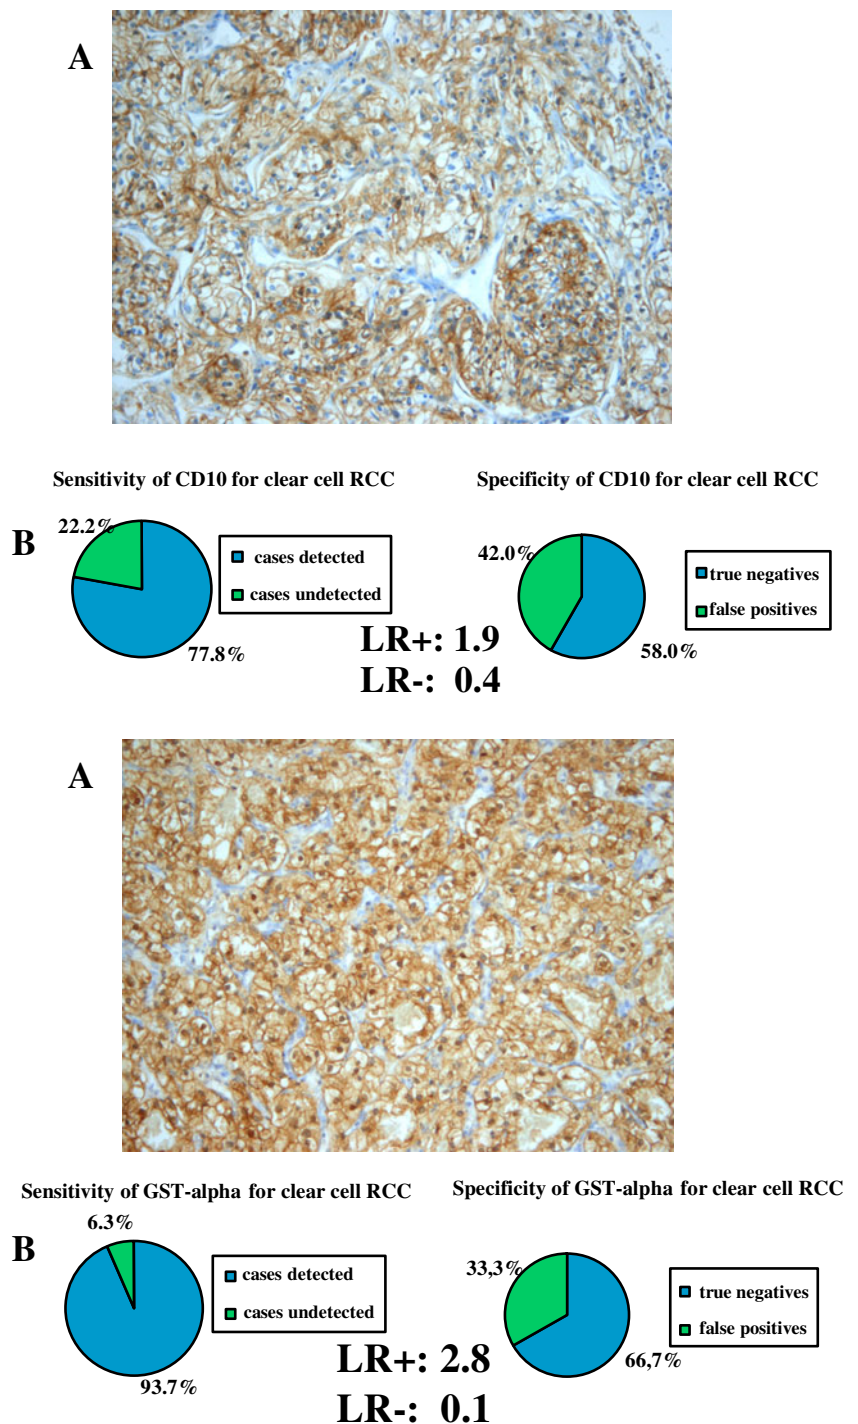 A
Sensitivity of CD10 for clear cell RCC
Specificity of CD10 for clear cell RCC
B
22.2%
cases detected
cases undetected
77.8%
42.0%
true negatives
false positives
58.0%
LR+: 1.9
LR-: 0.4
A
Sensitivity of GST-alpha for clear cell RCC
Specificity of GST-alpha for clear cell RCC
B
6.3%
cases detected
cases undetected
93.7%
33,3%
true negatives
false positives
66,7%
LR+: 2.8
LR-: 0.1